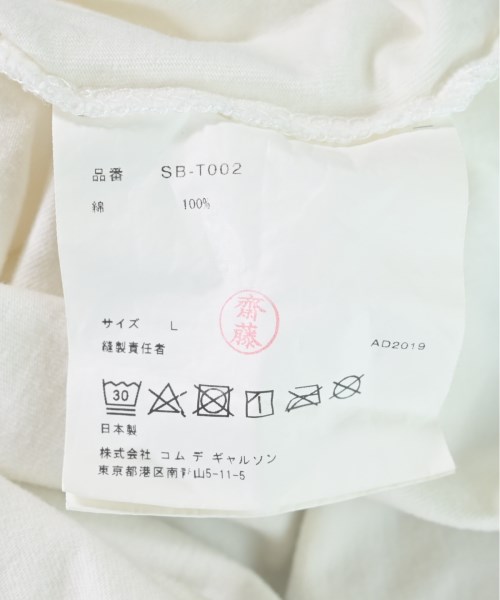 品番 SB-T002
綿 100%
齋藤
サイズ L
縫製責任者 AD2019
30
日本製
株式会社 コム デ ギャルソン
東京都港区南青山5-11-5